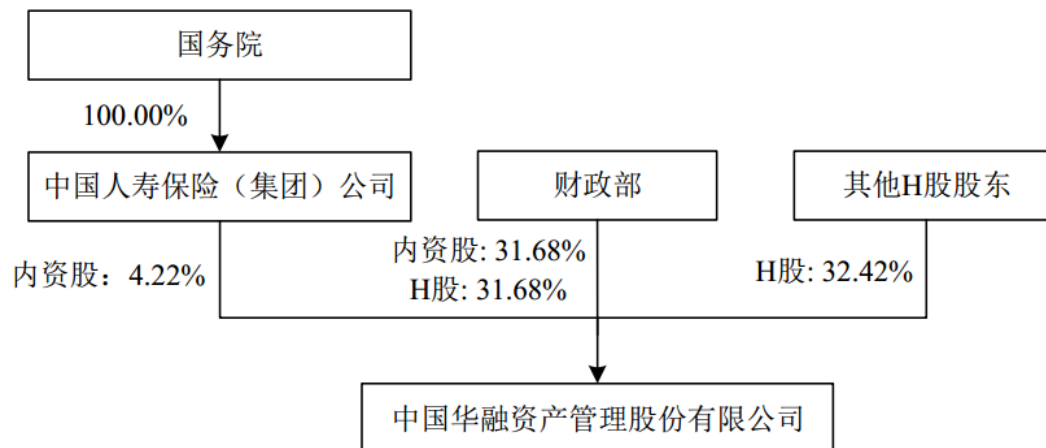 国务院
100.00%
中国人寿保险（集团）公司
财政部
其他H股股东
内资股：4.22%
内资股: 31.68%
H股: 31.68%
H股: 32.42%
中国华融资产管理股份有限公司